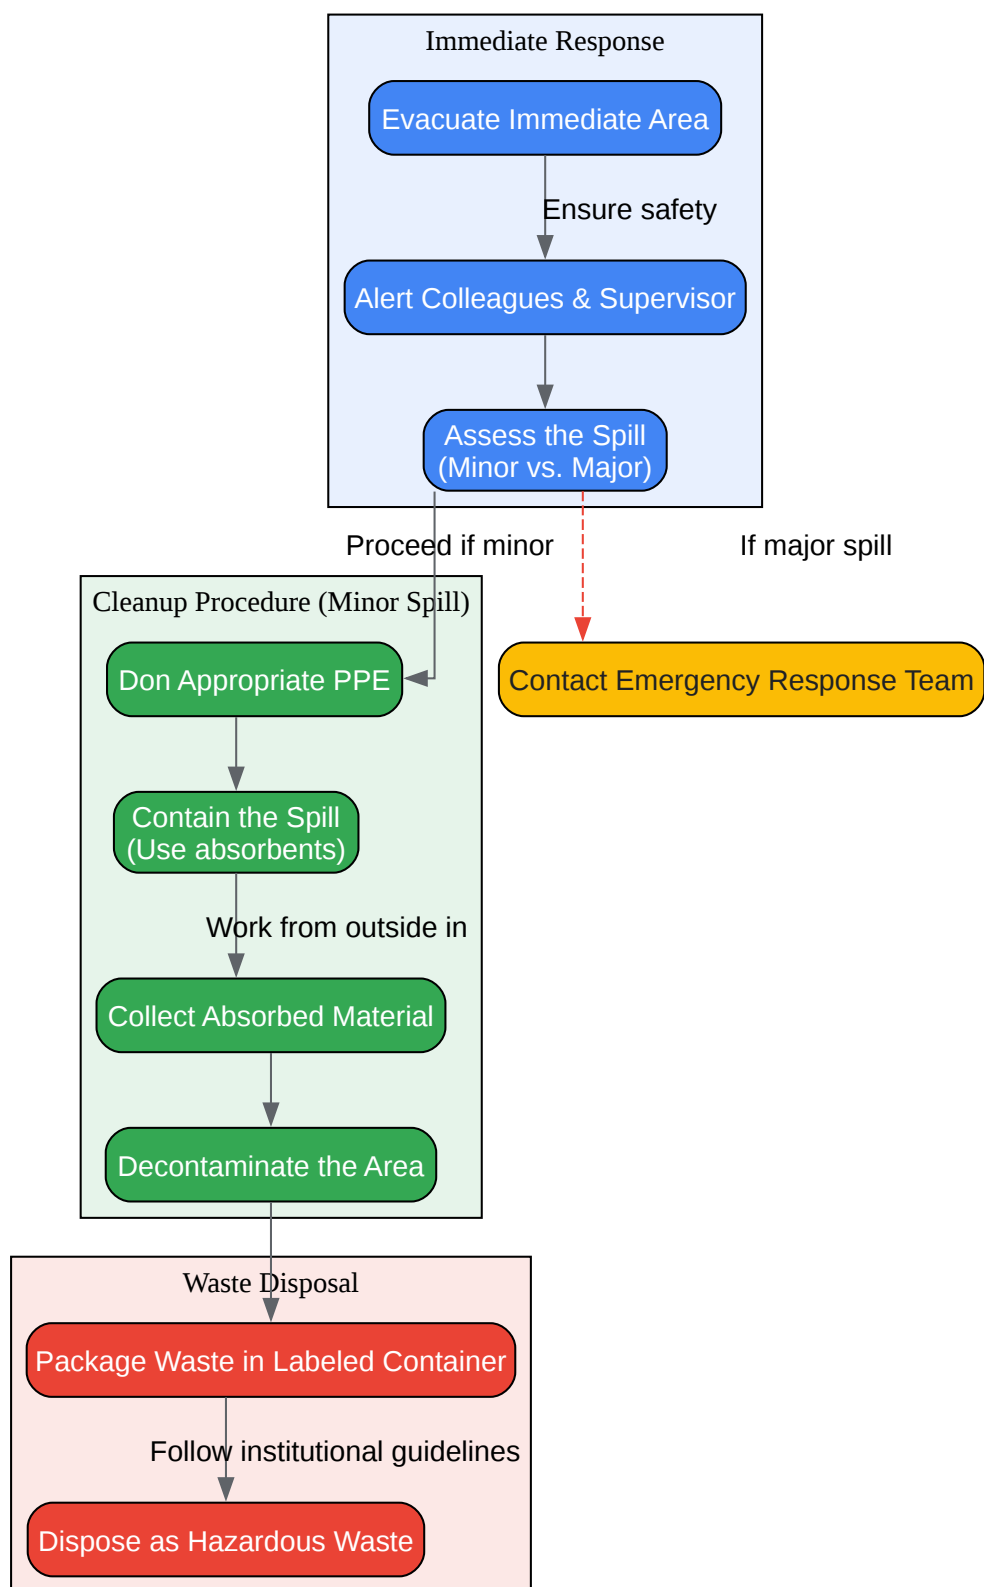 Immediate Response
Evacuate Immediate Area
Ensure safety
Alert Colleagues & Supervisor
Assess the Spill
(Minor vs. Major)
Proceed if minor
If major spill
Cleanup Procedure (Minor Spill)
Don Appropriate PPE
Contact Emergency Response Team
Contain the Spill
(Use absorbents)
Work from outside in
Collect Absorbed Material
Decontaminate the Area
Waste Disposal
Package Waste in Labeled Container
Follow institutional guidelines
Dispose as Hazardous Waste